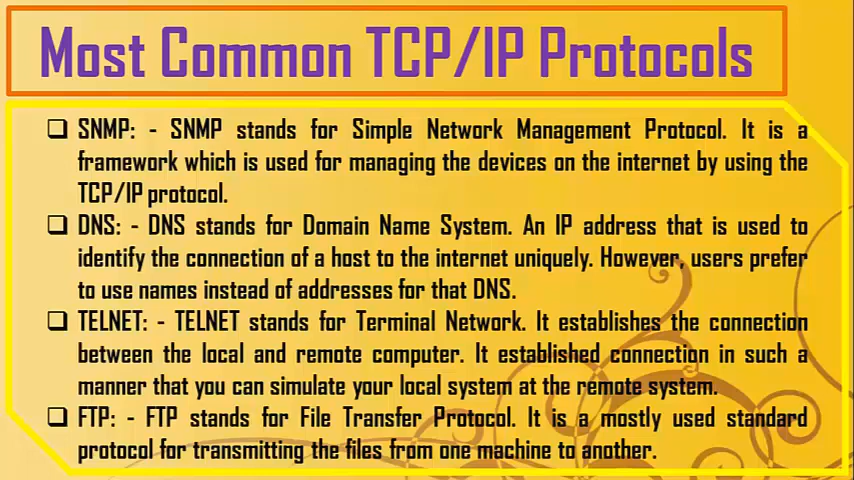 Most Common TCP/IP Protocols
❑ SNMP: - SNMP stands for Simple Network Management Protocol. It is a
framework which is used for managing the devices on the internet by using the
TCP/IP protocol.
❑ DNS: - DNS stands for Domain Name System. An IP address that is used to
identify the connection of a host to the internet uniquely. However, users prefer
to use names instead of addresses for that DNS.
❑ TELNET: - TELNET stands for Terminal Network. It establishes the connection
between the local and remote computer. It established connection in such a
manner that you can simulate your local system at the remote system.
❑ FTP: - FTP stands for File Transfer Protocol. It is a mostly used standard
protocol for transmitting the files from one machine to another.